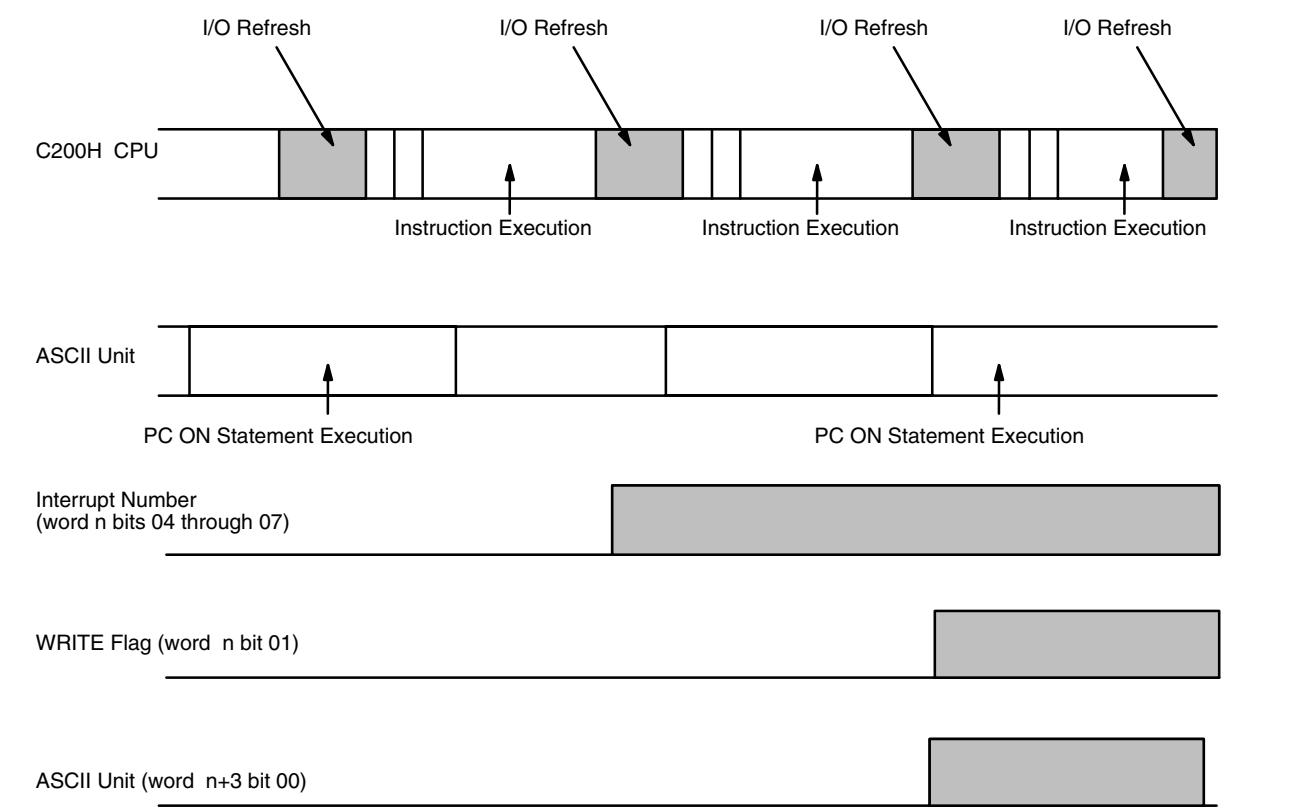 I/O Refresh
I/O Refresh
I/O Refresh
I/O Refresh
C200H CPU
Instruction Execution
Instruction Execution
Instruction Execution
ASCII Unit
PC ON Statement Execution
PC ON Statement Execution
Interrupt Number
(word n bits 04 through 07)
WRITE Flag (word n bit 01)
ASCII Unit (word n+3 bit 00)